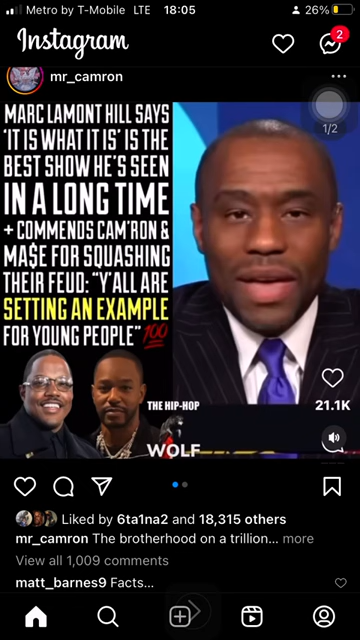 Metro by T-Mobile LTE 18:05 26%
Instagram
2
mr_camron
1/2
MARC LAMONT HILL SAYS
'IT IS WHAT IT IS' IS THE
BEST SHOW HE'S SEEN
IN A LONG TIME
+ COMMENDS CAM'RON &
MA$E FOR SQUASHING
THEIR FEUD: "Y'ALL ARE
SETTING AN EXAMPLE
FOR YOUNG PEOPLE" 💯
THE HIP-HOP
WOLF
21.1K
Liked by 6ta1na2 and 18,315 others
mr_camron The brotherhood on a trillion... more
View all 1,009 comments
matt_barnes9 Facts...